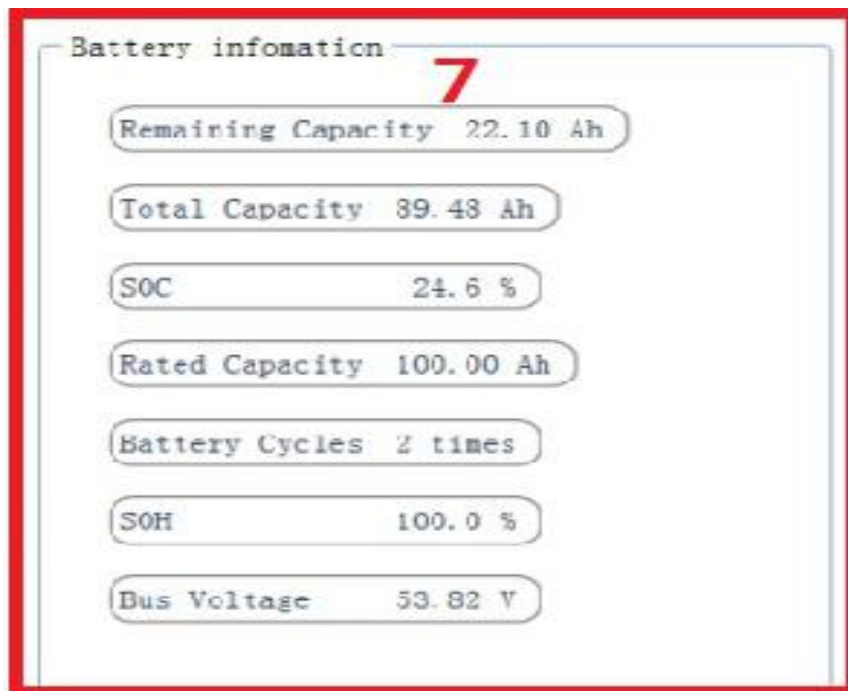 Battery infomation
7
Remaining Capacity 22.10 Ah
Total Capacity 89.48 Ah
SOC 24.6 %
Rated Capacity 100.00 Ah
Battery Cycles 2 times
SOH 100.0 %
Bus Voltage 53.82 V